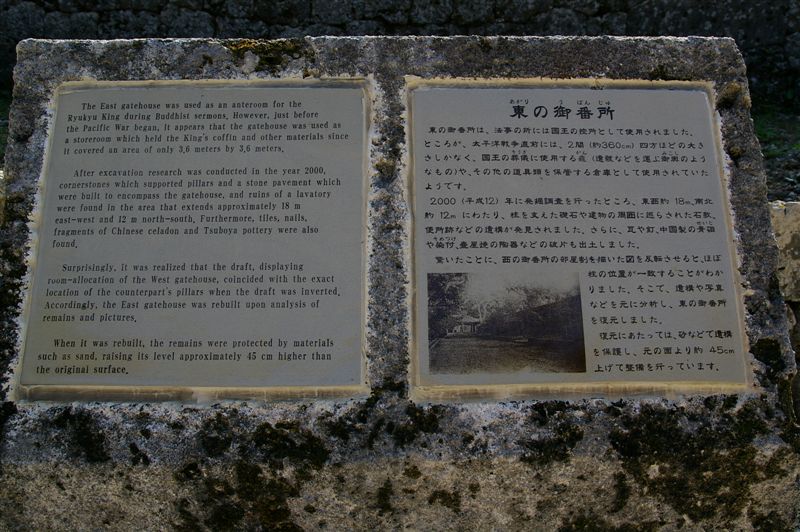 The East gatehouse was used as an anteroom for the
Ryukyu King during Buddhist sermons. However, just before
the Pacific War began, it appears that the gatehouse was used as
a storeroom which held the King's coffin and other materials since
it covered an area of only 3.6 meters by 3.6 meters.
After excavation research was conducted in the year 2000,
cornerstones which supported pillars and a stone pavement which
were built to encompass the gatehouse, and ruins of a lavatory
were found in the area that extends approximately 18 m
east-west and 12 m north-south. Furthermore, tiles, nails,
fragments of Chinese celadon and Tsuboya pottery were also
found.
Surprisingly, it was realized that the draft, displaying
room-allocation of the West gatehouse, coincided with the exact
location of the counterpart's pillars when the draft was inverted.
Accordingly, the East gatehouse was rebuilt upon analysis of
remains and pictures.
When it was rebuilt, the remains were protected by materials
such as sand, raising its level approximately 45 cm higher than
the original surface.
東の御番所
東の御番所は、法事の所には国王の控所として使用されました。
ところが、太平洋戦争直前には、2間(約360cm)四方ほどの大き
さしかなく、国王の葬儀に使用する龕(遺骸などを運ぶ御輿のよう
なもの)や、その他の道具類を保管する倉庫として使用されていた
ようです。
2000(平成12)年に発掘調査を行ったところ、東西約18m、南北
約12mにわたり、柱を支えた礎石や建物の周囲に巡らされた石敷、
便所跡などの遺構が発見されました。さらに、瓦や釘、中国製の青磁
や 、壷屋焼の陶器などの破片も出土しました。
驚いたことに、西の御番所の部屋割を描いた図を反転させると、ほぼ
柱の位置が一致することがわか
りました。そこで、遺構や写真
などを元に分析し、東の御番所
を復元しました。
復元にあたっては、砂などで遺構
を保護し、元の面より約45cm
上げて整備を行っています。